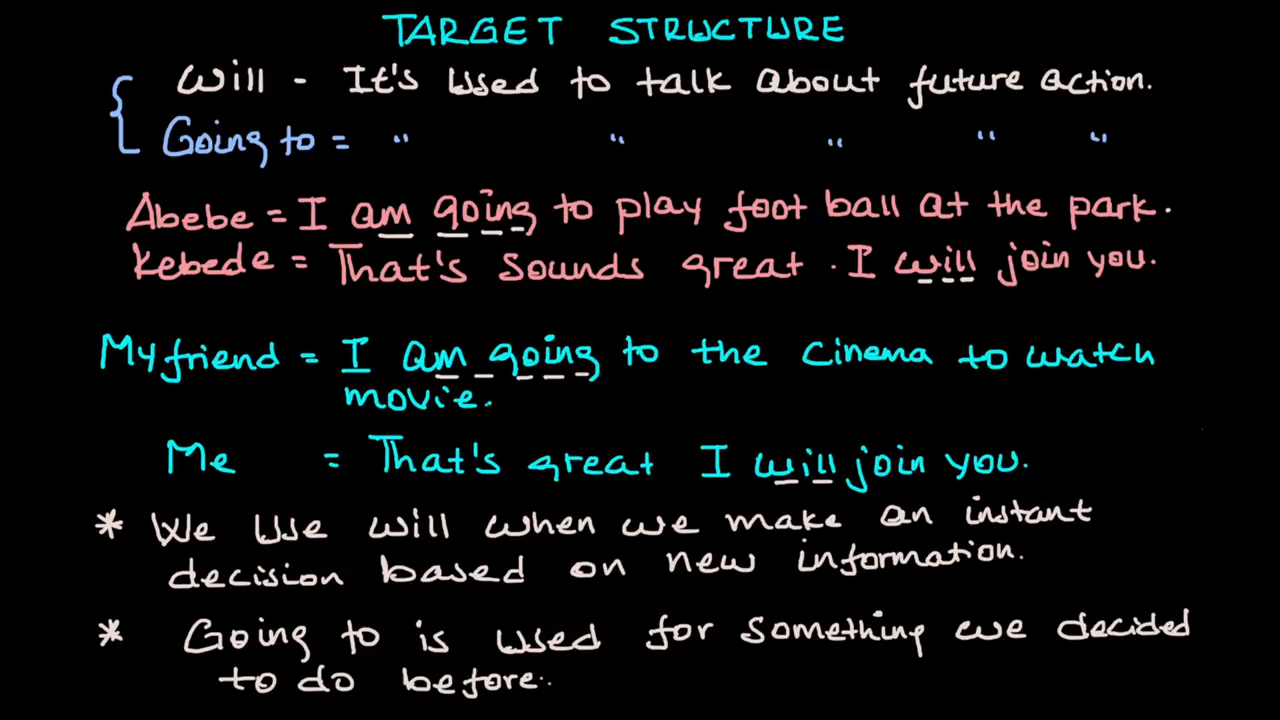 TARGET STRUCTURE
Will - It's used to talk about future action.
Going to = " " " " "
Abebe = I am going to play foot ball at the park.
Kebede = That's sounds great. I will join you.
My friend = I am going to the cinema to watch
movie.
Me = That's great I will join you.
* We use will when we make an instant
decision based on new information.
* Going to is used for something we decided
to do before..